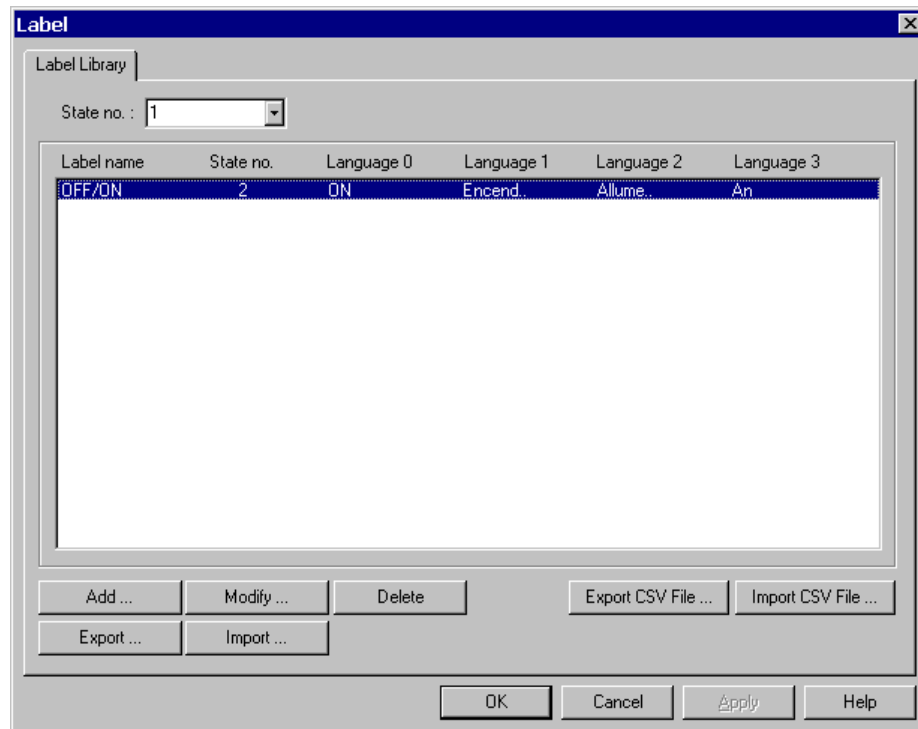 Label
Label Library
State no. : 1
Label name State no. Language 0 Language 1 Language 2 Language 3
OFF/ON 2 ON Encend.. Allume.. An
Add ... Modify ... Delete Export CSV File ... Import CSV File ...
Export ... Import ...
OK Cancel Apply Help